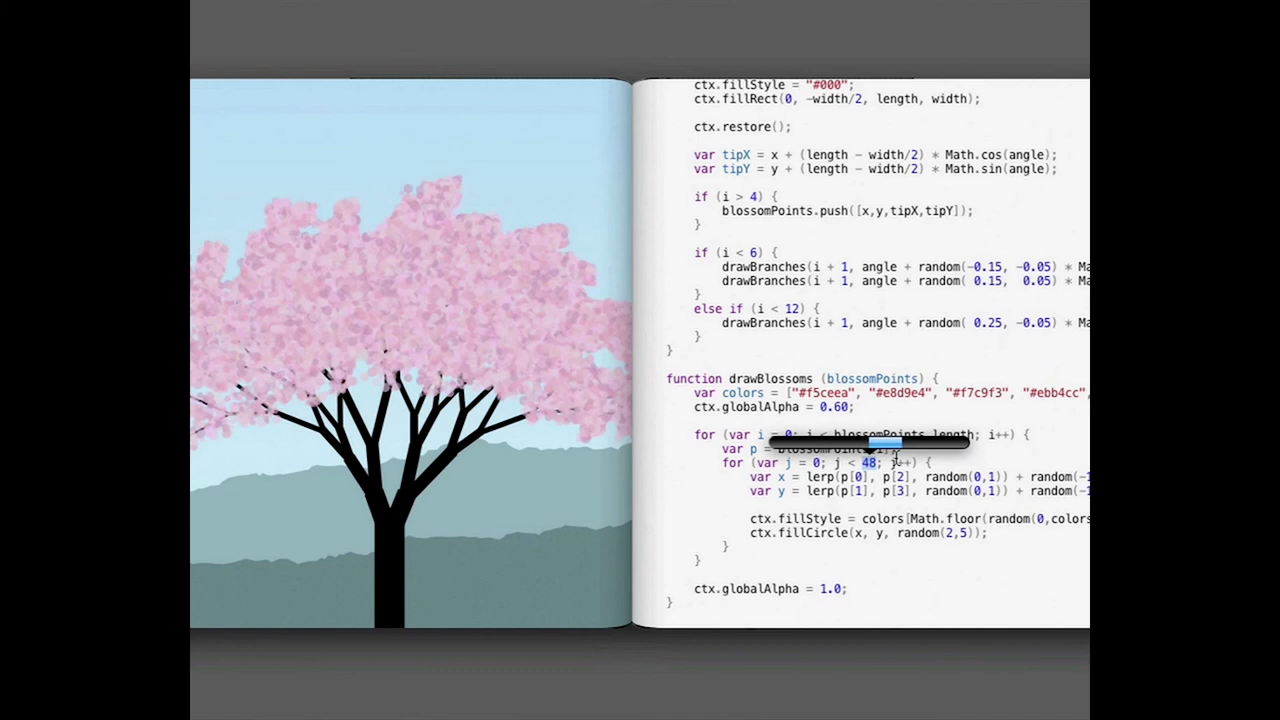 ctx.fillStyle = "#000";
ctx.fillRect(0, −width/2, length, width);
ctx.restore();
var tipX = x + (length − width/2) * Math.cos(angle);
var tipY = y + (length − width/2) * Math.sin(angle);
if (i > 4) {
blossomPoints.push([x,y,tipX,tipY]);
}
if (i < 6) {
drawBranches(i + 1, angle + random(−0.15, −0.05) * Ma
drawBranches(i + 1, angle + random( 0.15,  0.05) * Ma
}
else if (i < 12) {
drawBranches(i + 1, angle + random( 0.25, −0.05) * Ma
}
}
function drawBlossoms (blossomPoints) {
var colors = ["#f5ceea", "#e8d9e4", "#f7c9f3", "#ebb4cc",
ctx.globalAlpha = 0.60;
for (var i = 0; i < blossomPoints.length; i++) {
var p = blossomPoints[i];
for (var j = 0; j < 48; j++) {
var x = lerp(p[0], p[2], random(0,1)) + random(−1
var y = lerp(p[1], p[3], random(0,1)) + random(−1
ctx.fillStyle = colors[Math.floor(random(0,colors
ctx.fillCircle(x, y, random(2,5));
}
}
ctx.globalAlpha = 1.0;
}